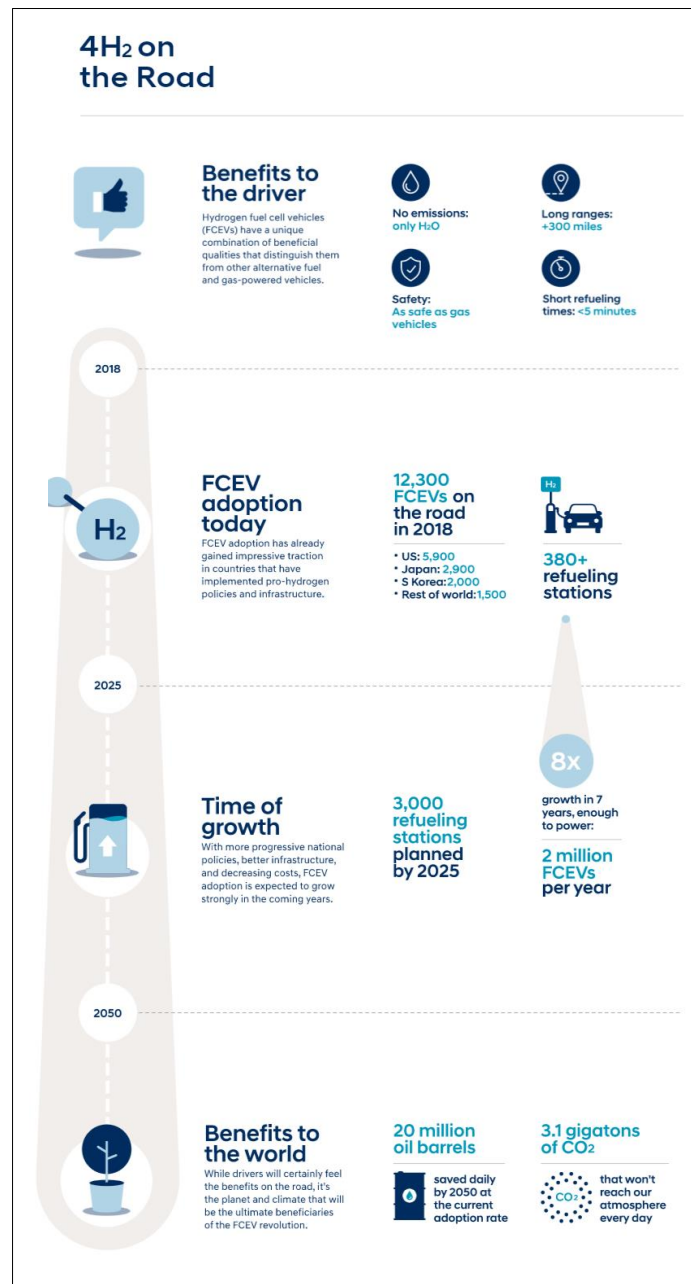 4H₂ on
the Road
Benefits to
the driver
Hydrogen fuel cell vehicles
(FCEVs) have a unique
combination of beneficial
qualities that distinguish them
from other alternative fuel
and gas-powered vehicles.
No emissions:
only H₂O
Long ranges:
+300 miles
Safety:
As safe as gas
vehicles
Short refueling
times: <5 minutes
2018
H₂
FCEV
adoption
today
FCEV adoption has already
gained impressive traction
in countries that have
implemented pro-hydrogen
policies and infrastructure.
12,300
FCEVs on
the road
in 2018
• US: 5,900
• Japan: 2,900
• S Korea: 2,000
• Rest of world: 1,500
H₂
380+
refueling
stations
2025
Time of
growth
With more progressive national
policies, better infrastructure,
and decreasing costs, FCEV
adoption is expected to grow
strongly in the coming years.
3,000
refueling
stations
planned
by 2025
8x
growth in 7
years, enough
to power:
2 million
FCEVs
per year
2050
Benefits to
the world
While drivers will certainly feel
the benefits on the road, it's
the planet and climate that will
be the ultimate beneficiaries
of the FCEV revolution.
20 million
oil barrels
saved daily
by 2050 at
the current
adoption rate
3.1 gigatons
of CO₂
CO₂
that won't
reach our
atmosphere
every day